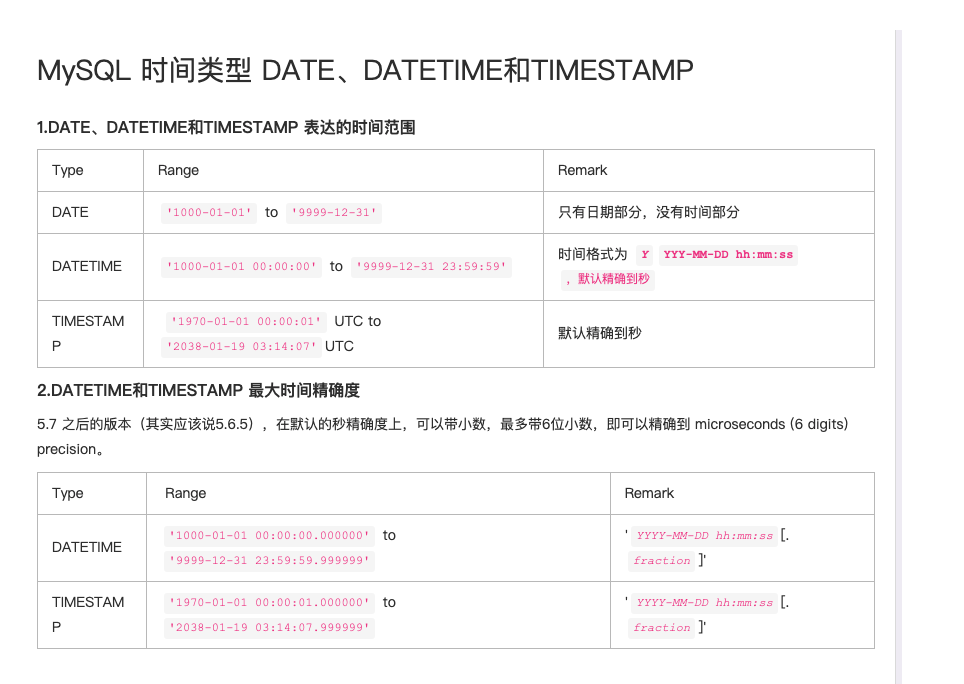 MySQL 时间类型 DATE、DATETIME和TIMESTAMP
1.DATE、DATETIME和TIMESTAMP 表达的时间范围
Type Range Remark
DATE '1000-01-01' to '9999-12-31' 只有日期部分，没有时间部分
DATETIME '1000-01-01 00:00:00' to '9999-12-31 23:59:59' 时间格式为 Y YYY-MM-DD hh:mm:ss
，默认精确到秒
TIMESTAM
P
'1970-01-01 00:00:01' UTC to
'2038-01-19 03:14:07' UTC
默认精确到秒
2.DATETIME和TIMESTAMP 最大时间精确度
5.7 之后的版本（其实应该说5.6.5），在默认的秒精确度上，可以带小数，最多带6位小数，即可以精确到 microseconds (6 digits)
precision。
Type Range Remark
DATETIME
'1000-01-01 00:00:00.000000' to
'9999-12-31 23:59:59.999999'
'YYYY-MM-DD hh:mm:ss[.
fraction]'
TIMESTAM
P
'1970-01-01 00:00:01.000000' to
'2038-01-19 03:14:07.999999'
'YYYY-MM-DD hh:mm:ss[.
fraction]'